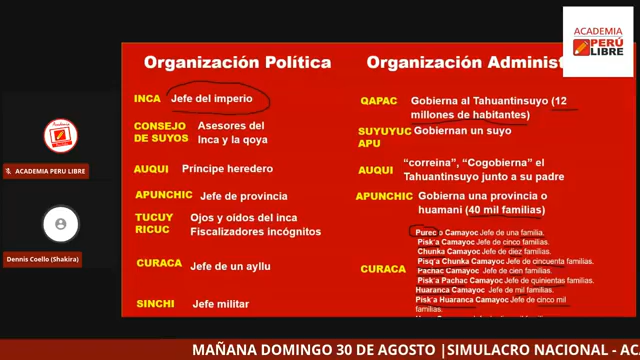 ACADEMIA
PERÚ
LIBRE
Organización Política
INCA Jefe del imperio
CONSEJO DE SUYOS Asesores del
Inca y la qoya
AUQUI Príncipe heredero
APUNCHIC Jefe de provincia
TUCUY RICUC Ojos y oídos del inca
Fiscalizadores incógnitos
CURACA Jefe de un ayllu
SINCHI Jefe militar
Organización Administ
QAPAC Gobierna al Tahuantinsuyo (12
millones de habitantes)
SUYUYUC APU Gobiernan un suyo
AUQUI “correina”, “Cogobierna” el
Tahuantinsuyo junto a su padre
APUNCHIC Gobierna una provincia o
huamani (40 mil familias)
CURACA
Purec Camayoc Jefe de una familia.
Pisk'a Camayoc Jefe de cinco familias.
Chunka Camayoc Jefe de diez familias.
Pisq'a Chunka Camayoc Jefe de cincuenta familias.
Pachac Camayoc Jefe de cien familias.
Pisk'a Pachac Camayoc Jefe de quinientas familias.
Huaranca Camayoc Jefe de mil familias.
Pisk'a Huaranca Camayoc Jefe de cinco mil
familias.
ACADEMIA PERU LIBRE
Dennis Coello (Shakira)
MAÑANA DOMINGO 30 DE AGOSTO |SIMULACRO NACIONAL - AC